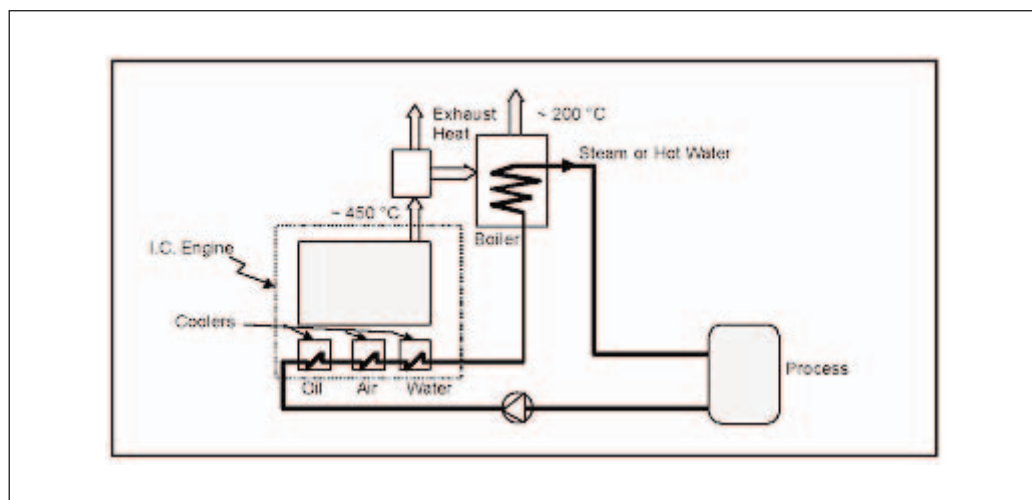 Exhaust
Heat
~ 200 °C
Steam or Hot Water
~ 450 °C
Boiler
I.C. Engine
Coolers
Oil
Air
Water
Process